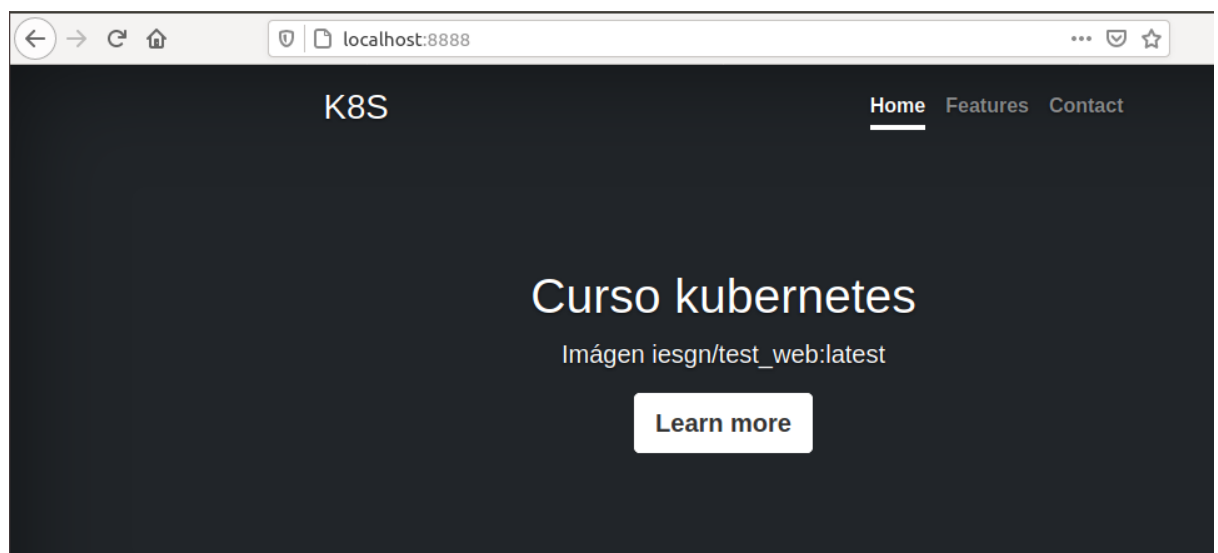 localhost:8888
K8S
Home Features Contact
Curso kubernetes
Imágen iesgn/test_web:latest
Learn more